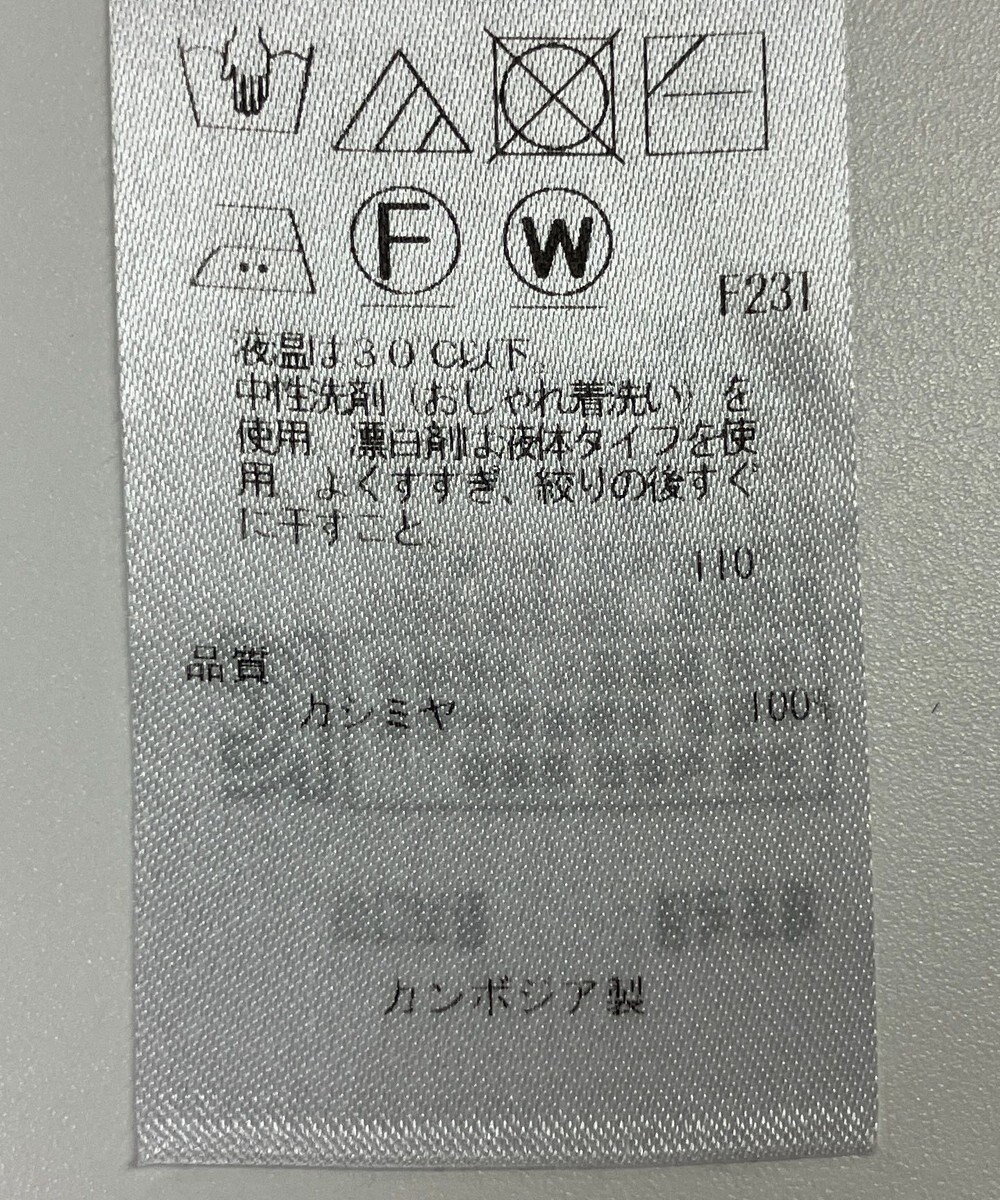 F
W
F231
液温は30℃以下、
中性洗剤（おしゃれ着洗い）を
使用 漂白剤は液体タイプを使
用 よくすすぎ、絞りの後すぐ
に干すこと
110
品質
カシミヤ 100%
カンボジア製